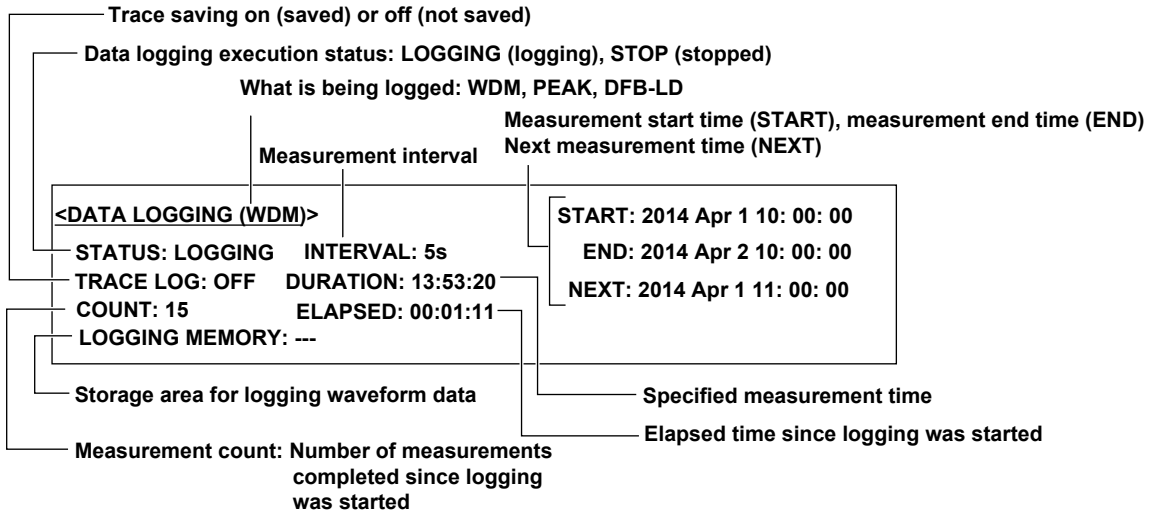 Trace saving on (saved) or off (not saved)
Data logging execution status: LOGGING (logging), STOP (stopped)
What is being logged: WDM, PEAK, DFB-LD
Measurement start time (START), measurement end time (END)
Next measurement time (NEXT)
Measurement interval
<DATA LOGGING (WDM)>
START: 2014 Apr 1 10: 00: 00
STATUS: LOGGING INTERVAL: 5s
END: 2014 Apr 2 10: 00: 00
TRACE LOG: OFF DURATION: 13:53:20
NEXT: 2014 Apr 1 11: 00: 00
COUNT: 15 ELAPSED: 00:01:11
LOGGING MEMORY: ---
Storage area for logging waveform data
Specified measurement time
Elapsed time since logging was started
Measurement count: Number of measurements
completed since logging
was started